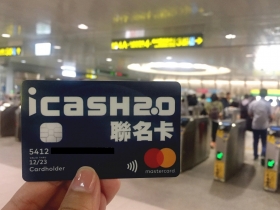 icash2.0
聯名卡
5412
12/23
Cardholder
mastercard